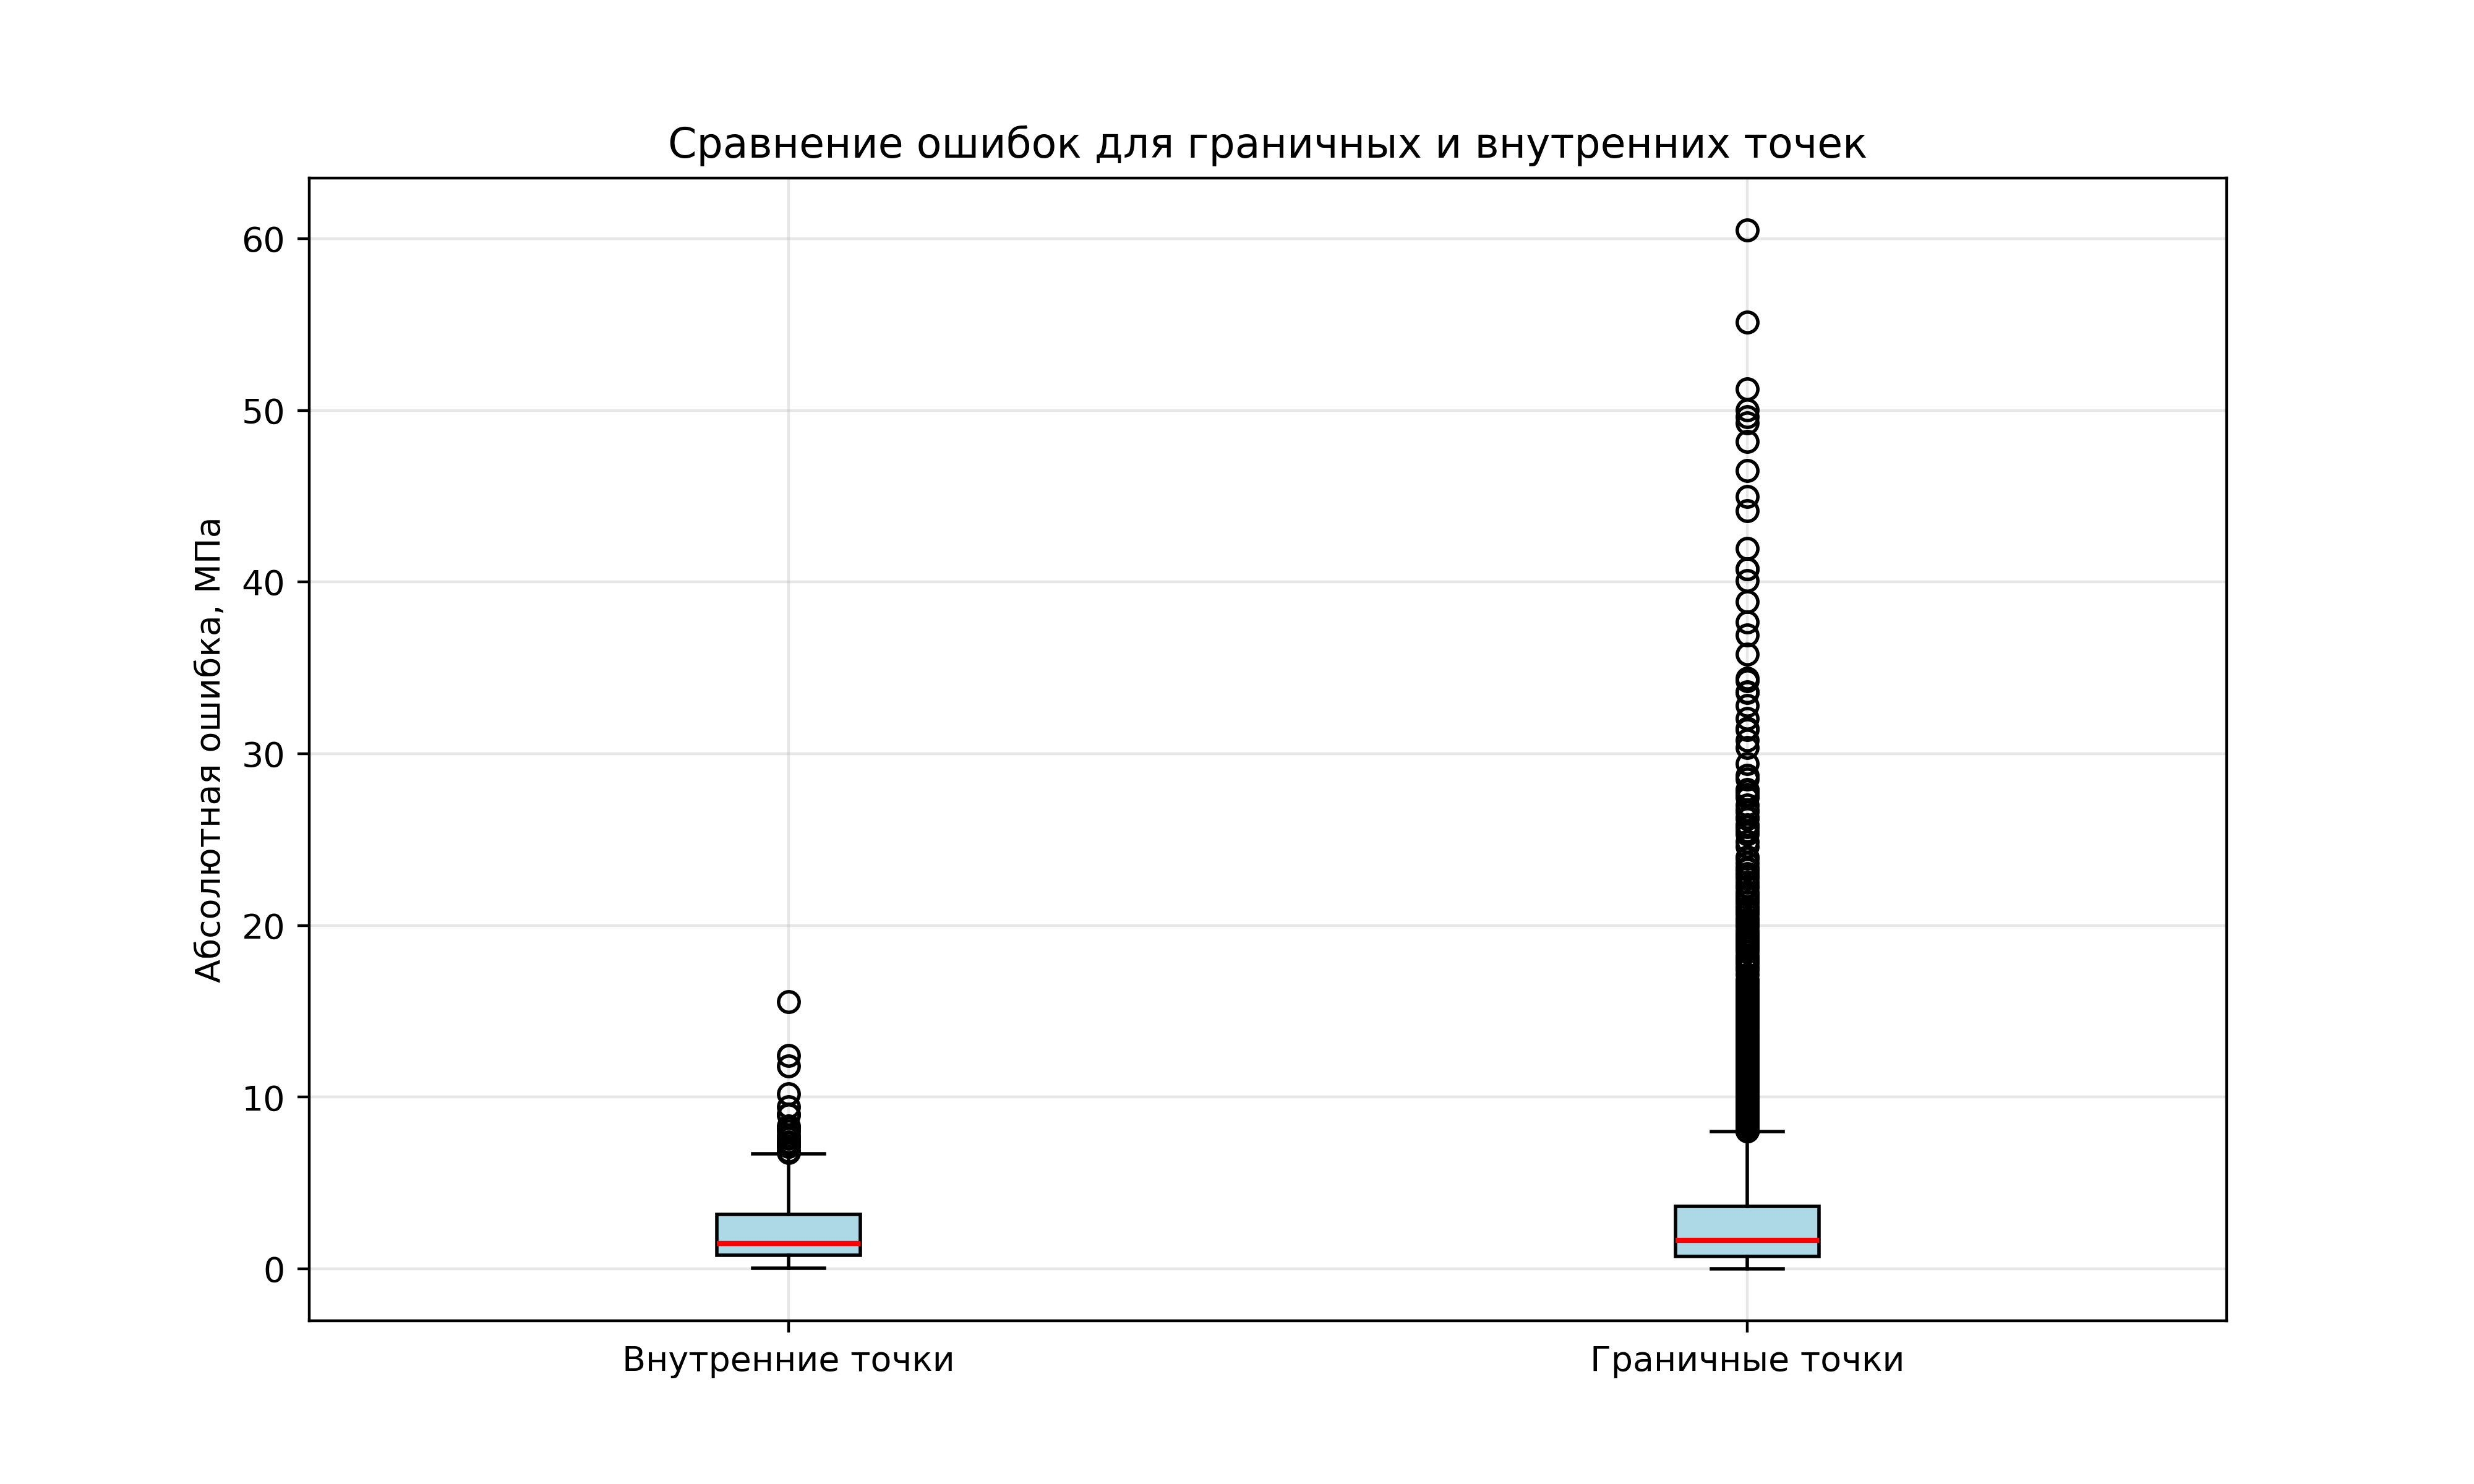 Сравнение ошибок для граничных и внутренних точек
Абсолютная ошибка, МПа
60
50
40
30
20
10
0
Внутренние точки
Граничные точки